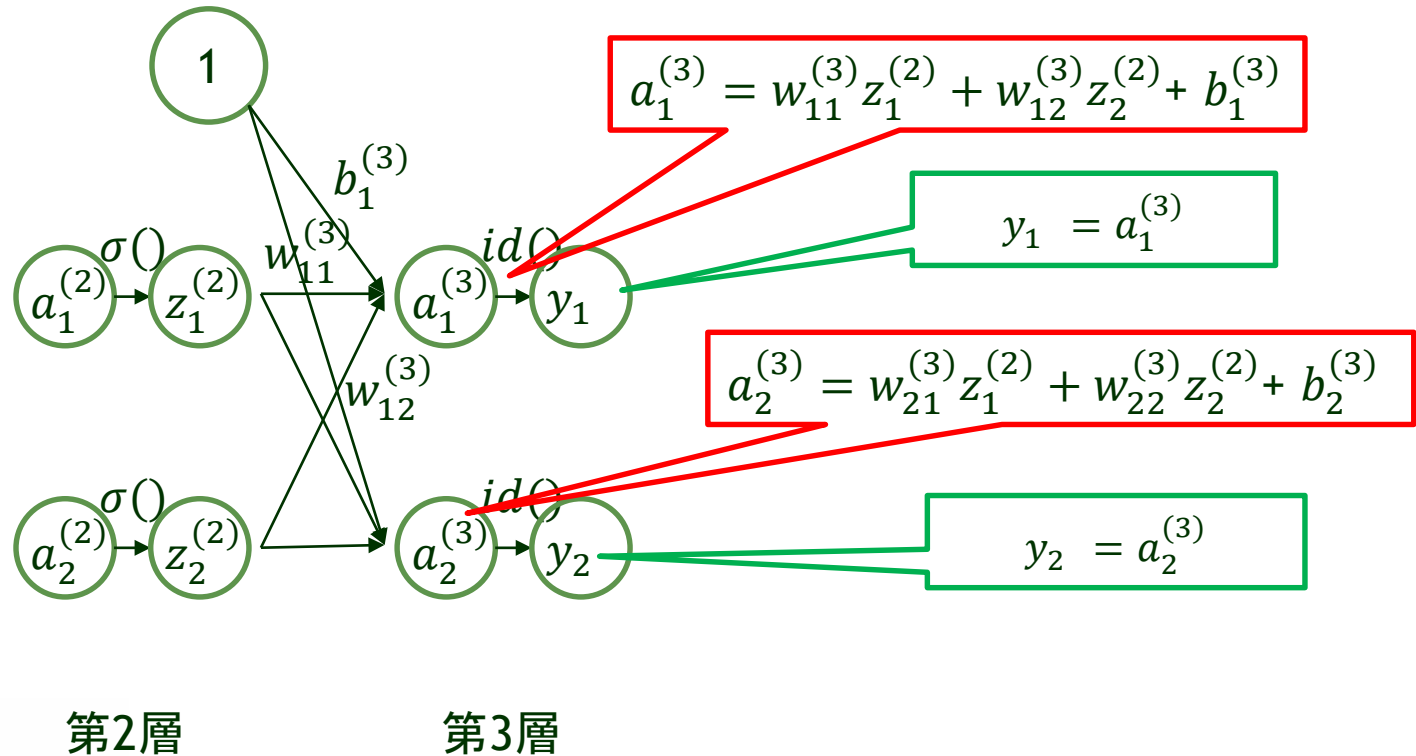 1
a_1^{(3)} = w_{11}^{(3)} z_1^{(2)} + w_{12}^{(3)} z_2^{(2)} + b_1^{(3)}
b_1^{(3)}
y_1 = a_1^{(3)}
σ()
w_{11}^{(3)}
id()
a_1^{(2)}
z_1^{(2)}
a_1^{(3)}
y_1
w_{12}^{(3)}
a_2^{(3)} = w_{21}^{(3)} z_1^{(2)} + w_{22}^{(3)} z_2^{(2)} + b_2^{(3)}
σ()
id()
a_2^{(2)}
z_2^{(2)}
a_2^{(3)}
y_2
y_2 = a_2^{(3)}
第2層
第3層